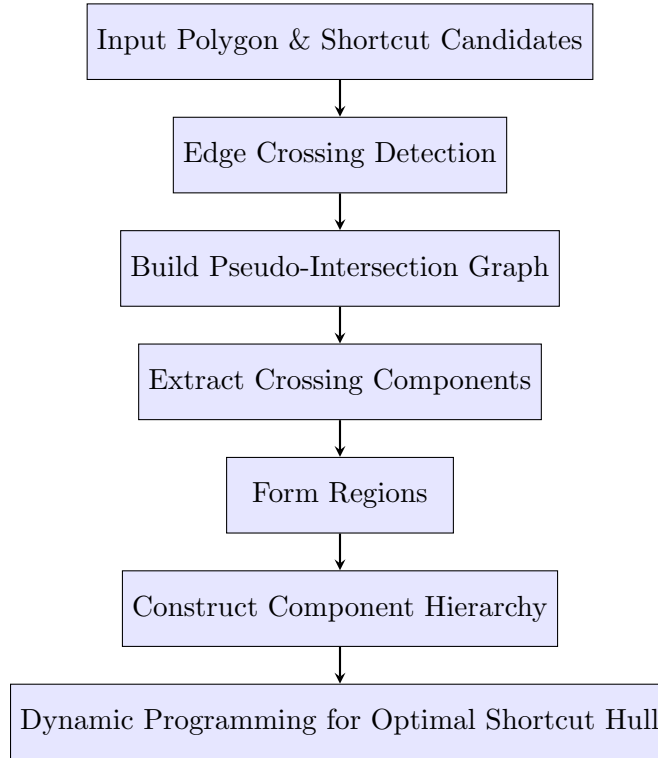 Input Polygon & Shortcut Candidates
Edge Crossing Detection
Build Pseudo-Intersection Graph
Extract Crossing Components
Form Regions
Construct Component Hierarchy
Dynamic Programming for Optimal Shortcut Hull